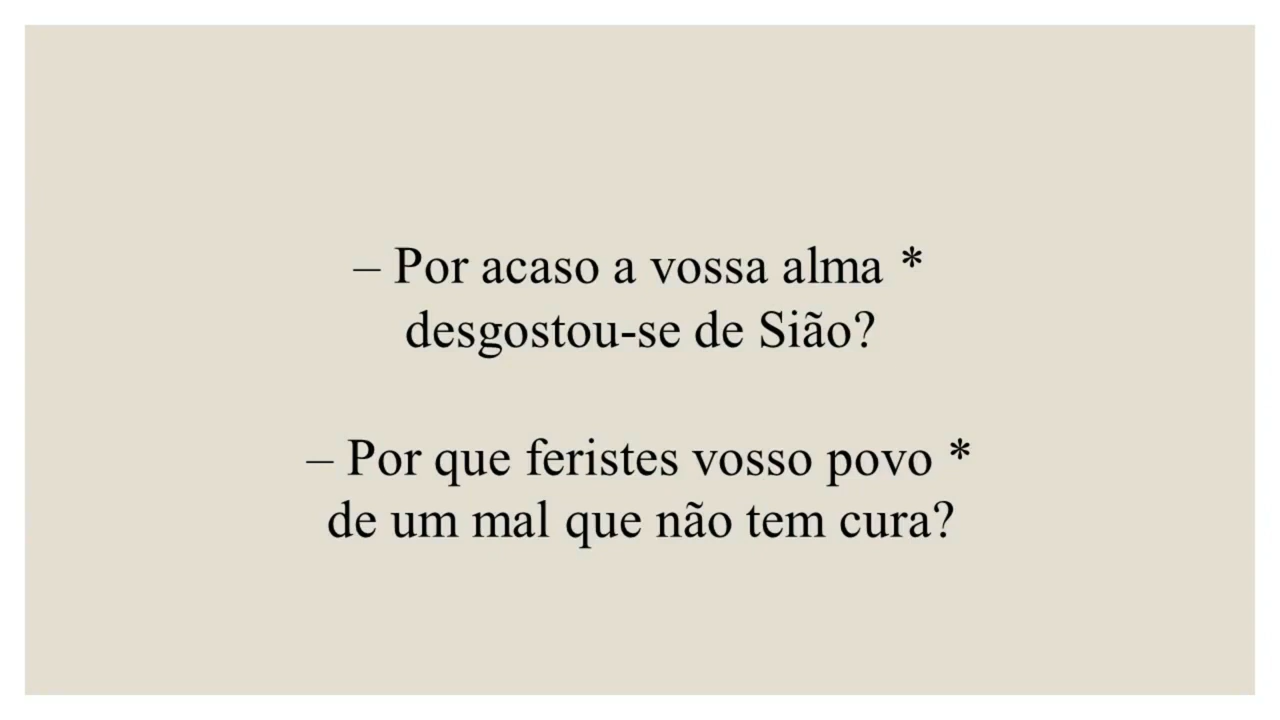 – Por acaso a vossa alma *
desgostou-se de Sião?
– Por que feristes vosso povo *
de um mal que não tem cura?